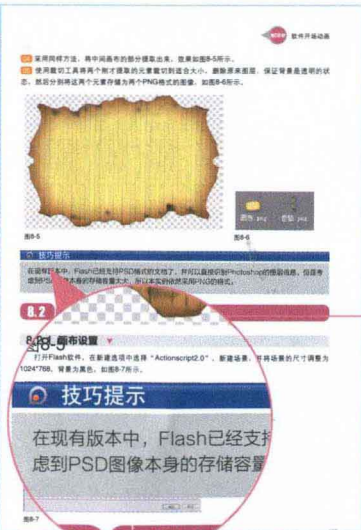 软件开场动画
采用同样方法，将中间画布的部分提取出来，效果如图8-5所示。
使用裁切工具将两个刚才提取的元素裁切到适合大小，删除原来图层，保证背景是透明的状
态，然后分别将这两个元素存储为两个PNG格式的图像，如图8-6所示。
图8-5
图8-6
技巧提示
在现有版本中，Flash已经支持PSD格式的文档了，并可以直接识别Photoshop的图层信息，但是考
虑到PSD图像本身的存储容量太大，所以本实例依然采用PNG的格式。
8.2
画布设置
打开Flash软件，在新建选项中选择“Actionscript2.0”，新建场景，并将场景的尺寸调整为
1024*768，背景为黑色，如图8-7所示。
图8-5
技巧提示
在现有版本中，Flash已经支持
虑到PSD图像本身的存储容量
图8-7